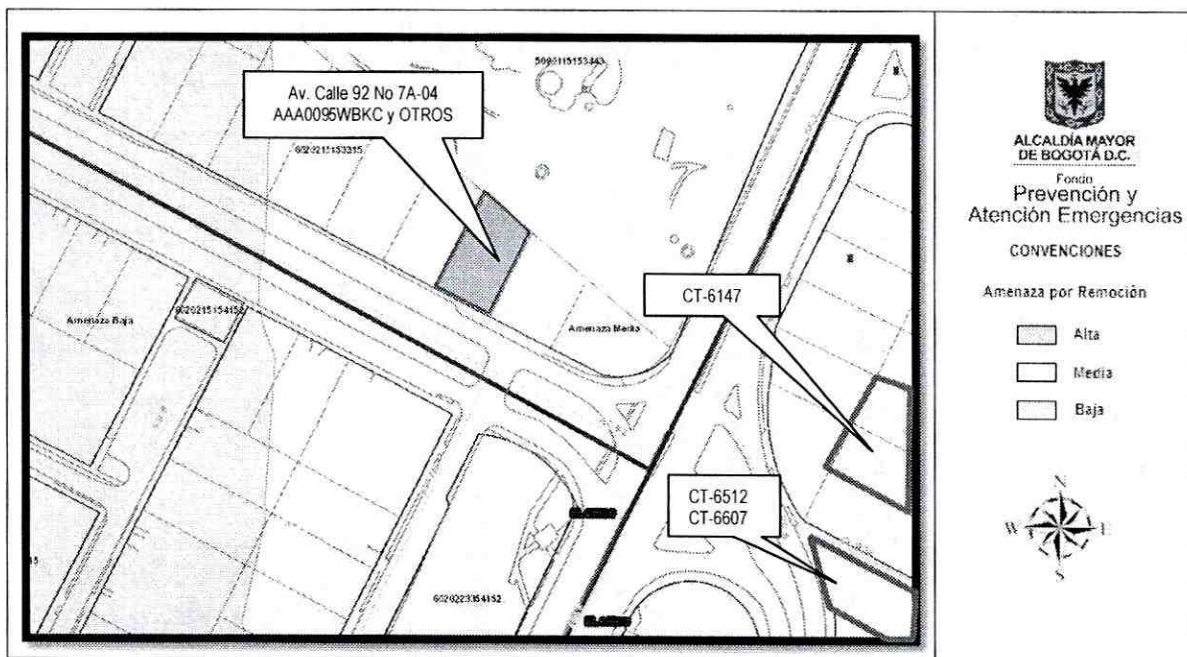 Av. Calle 92 No 7A-04
AAA0095WBKC y OTROS
Amenaza Baja
Amenaza Media
CT-6147
CT-6512
CT-6607
ALCALDÍA MAYOR
DE BOGOTÁ D.C.
Fondo
Prevención y
Atención Emergencias
CONVENCIONES
Amenaza por Remoción
Alta
Media
Baja
N
W
E
S